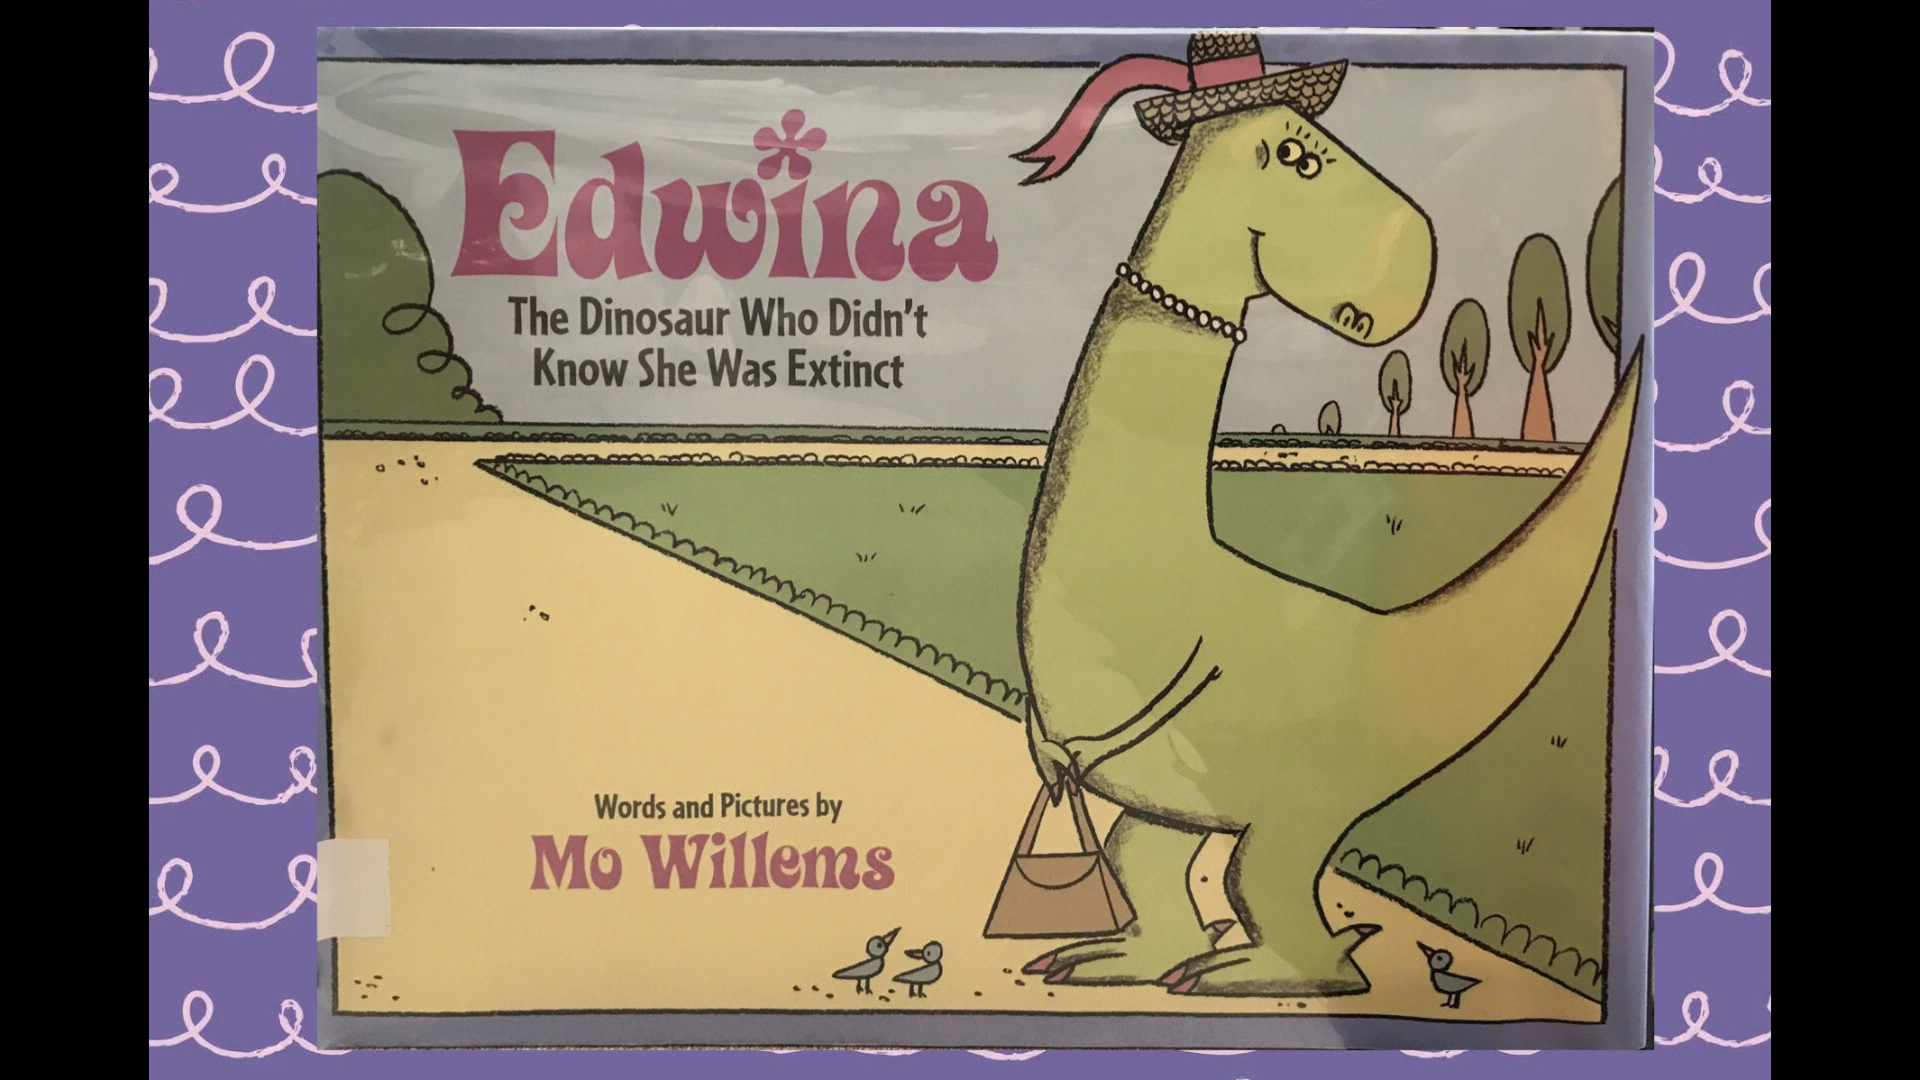 Edwina
The Dinosaur Who Didn't
Know She Was Extinct
Words and Pictures by
Mo Willems